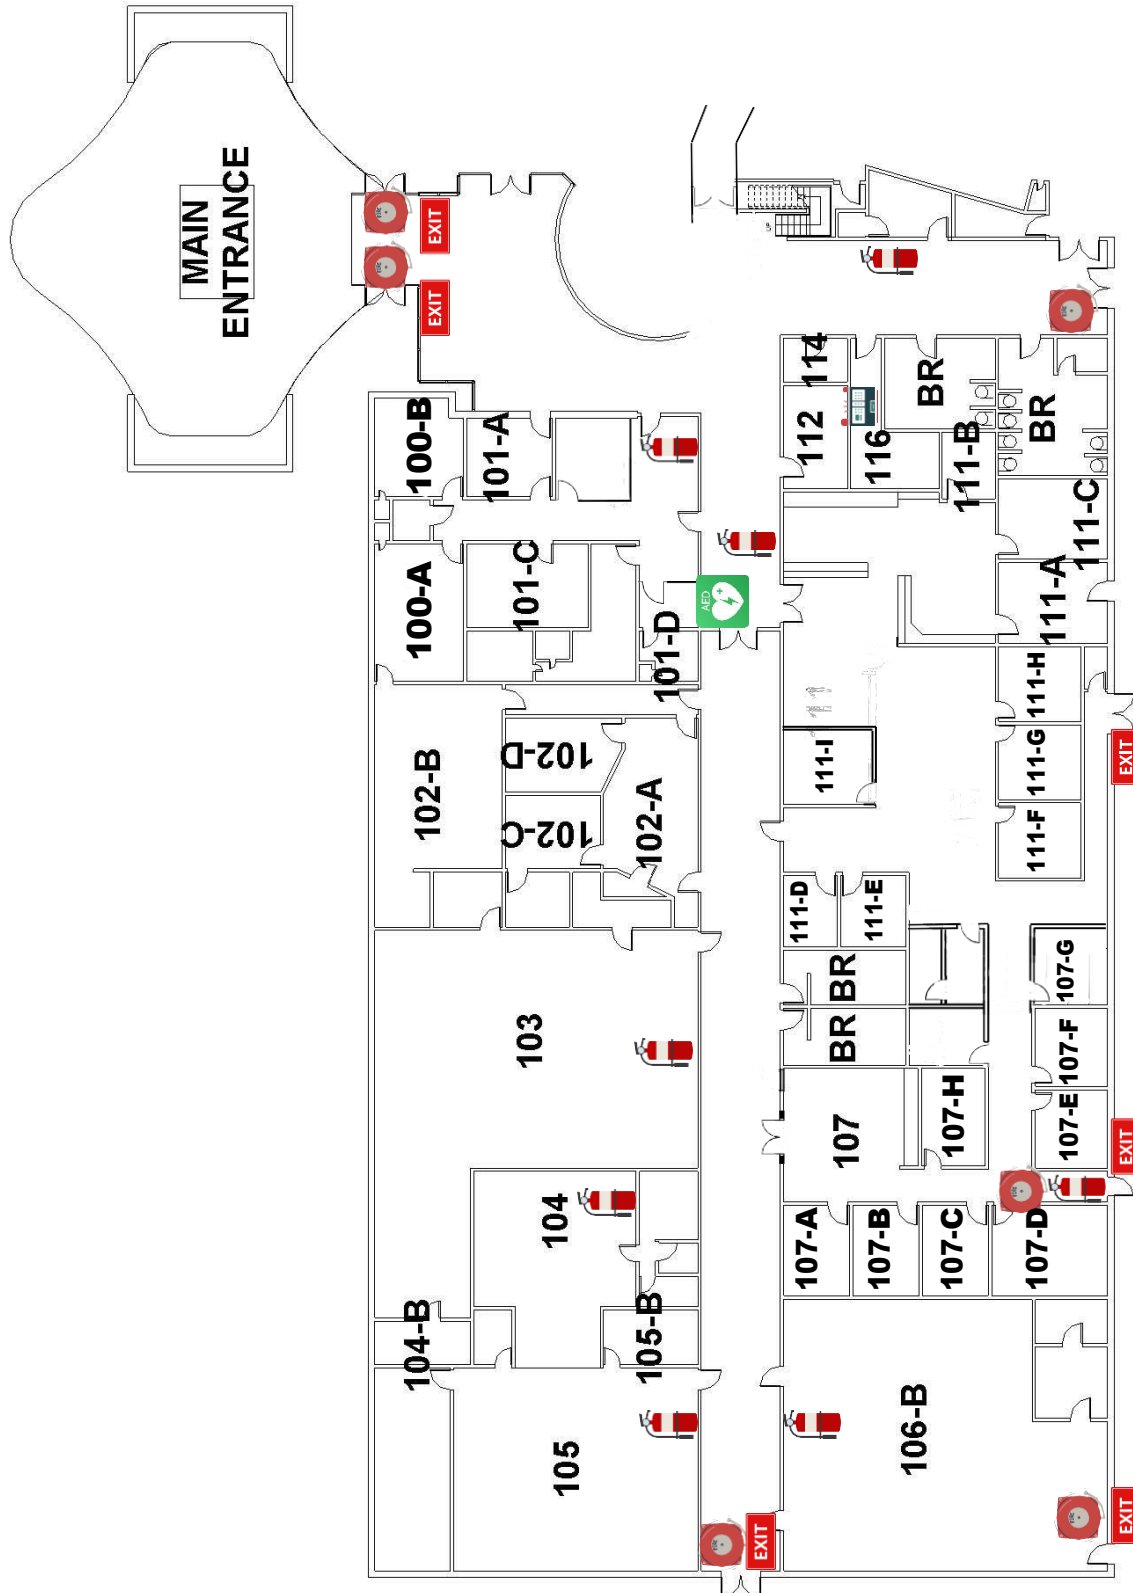 MAIN
ENTRANCE
EXIT
EXIT
UP
114
112
116
BR
BR
111-B
111-C
111-A
100-B
101-A
100-A
101-C
101-D
AED
111-H
111-G
111-F
EXIT
111-I
102-B
102-D
102-C
102-A
111-D
111-E
BR
BR
107-G
107-F
107-E
EXIT
103
107
107-H
104
107-A
107-B
107-C
107-D
104-B
105-B
105
106-B
EXIT
EXIT